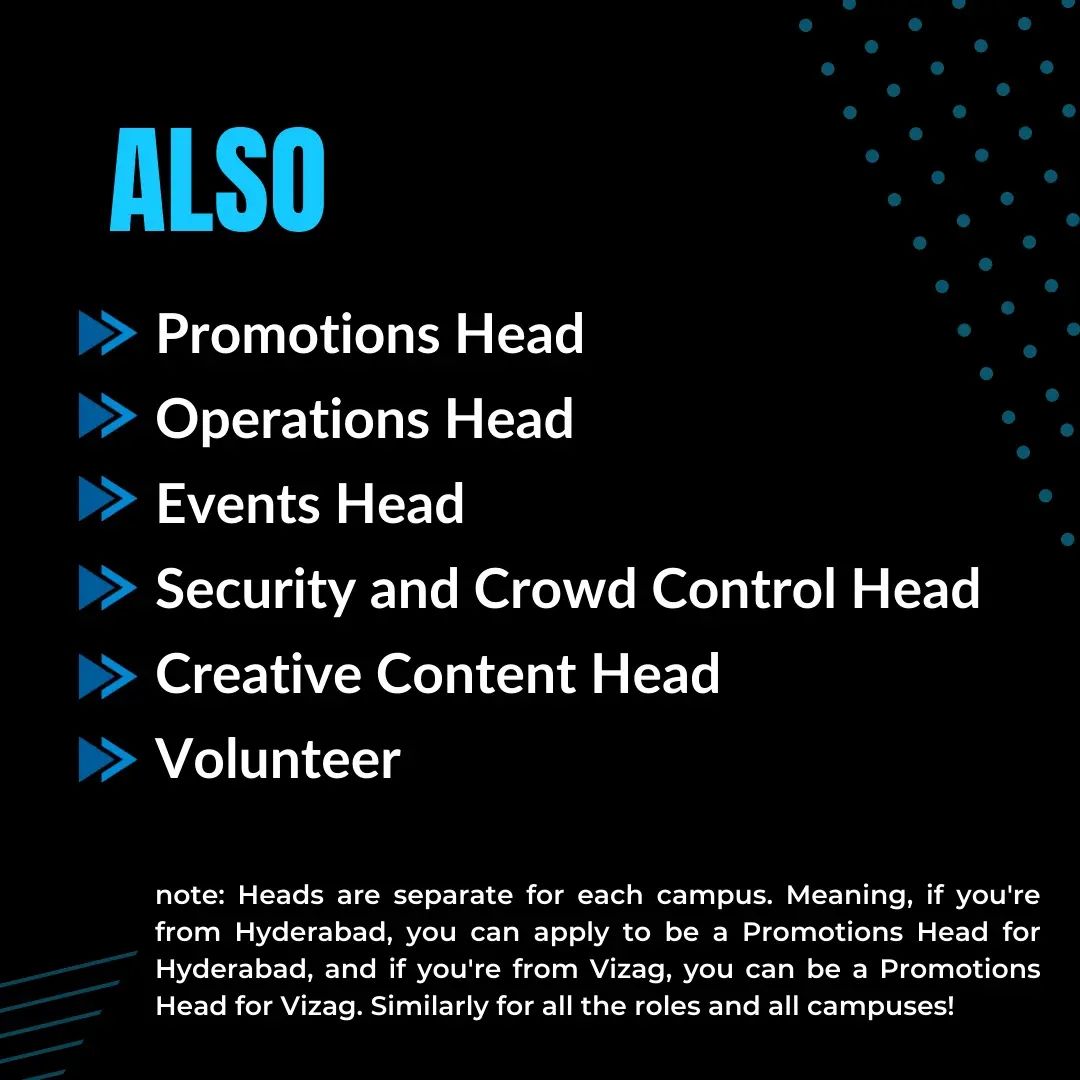 ALSO
Promotions Head
Operations Head
Events Head
Security and Crowd Control Head
Creative Content Head
Volunteer
note: Heads are separate for each campus. Meaning, if you're
from Hyderabad, you can apply to be a Promotions Head for
Hyderabad, and if you're from Vizag, you can be a Promotions
Head for Vizag. Similarly for all the roles and all campuses!